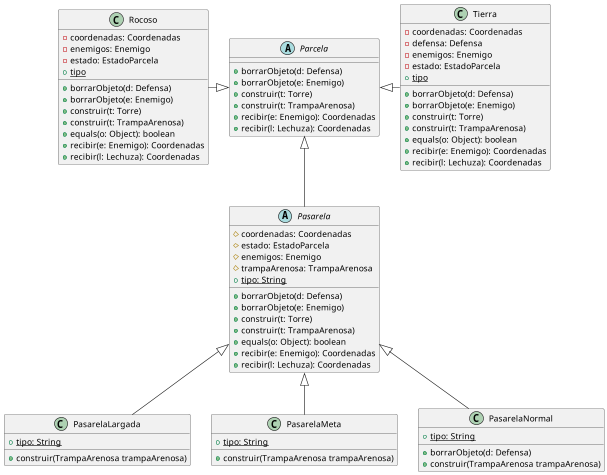 Rocoso
coordenadas: Coordenadas
enemigos: Enemigo
estado: EstadoParcela
tipo
borrarObjeto(d: Defensa)
borrarObjeto(e: Enemigo)
construir(t: Torre)
construir(t: TrampaArenosa)
equals(o: Object): boolean
recibir(e: Enemigo): Coordenadas
recibir(l: Lechuza): Coordenadas
A Parcela
borrarObjeto(d: Defensa)
borrarObjeto(e: Enemigo)
construir(t: Torre)
construir(t: TrampaArenosa)
recibir(e: Enemigo): Coordenadas
recibir(l: Lechuza): Coordenadas
C Tierra
coordenadas: Coordenadas
defensa: Defensa
enemigos: Enemigo
estado: EstadoParcela
tipo
borrarObjeto(d: Defensa)
borrarObjeto(e: Enemigo)
construir(t: Torre)
construir(t: TrampaArenosa)
equals(o: Object): boolean
recibir(e: Enemigo): Coordenadas
recibir(l: Lechuza): Coordenadas
A Pasarela
coordenadas: Coordenadas
estado: EstadoParcela
enemigos: Enemigo
trampaArenosa: TrampaArenosa
tipo: String
borrarObjeto(d: Defensa)
borrarObjeto(e: Enemigo)
construir(t: Torre)
construir(t: TrampaArenosa)
equals(o: Object): boolean
recibir(e: Enemigo): Coordenadas
recibir(l: Lechuza): Coordenadas
C PasarelaLargada
tipo: String
construir(TrampaArenosa trampaArenosa)
C PasarelaMeta
tipo: String
construir(TrampaArenosa trampaArenosa)
C PasarelaNormal
tipo: String
borrarObjeto(d: Defensa)
construir(TrampaArenosa trampaArenosa)